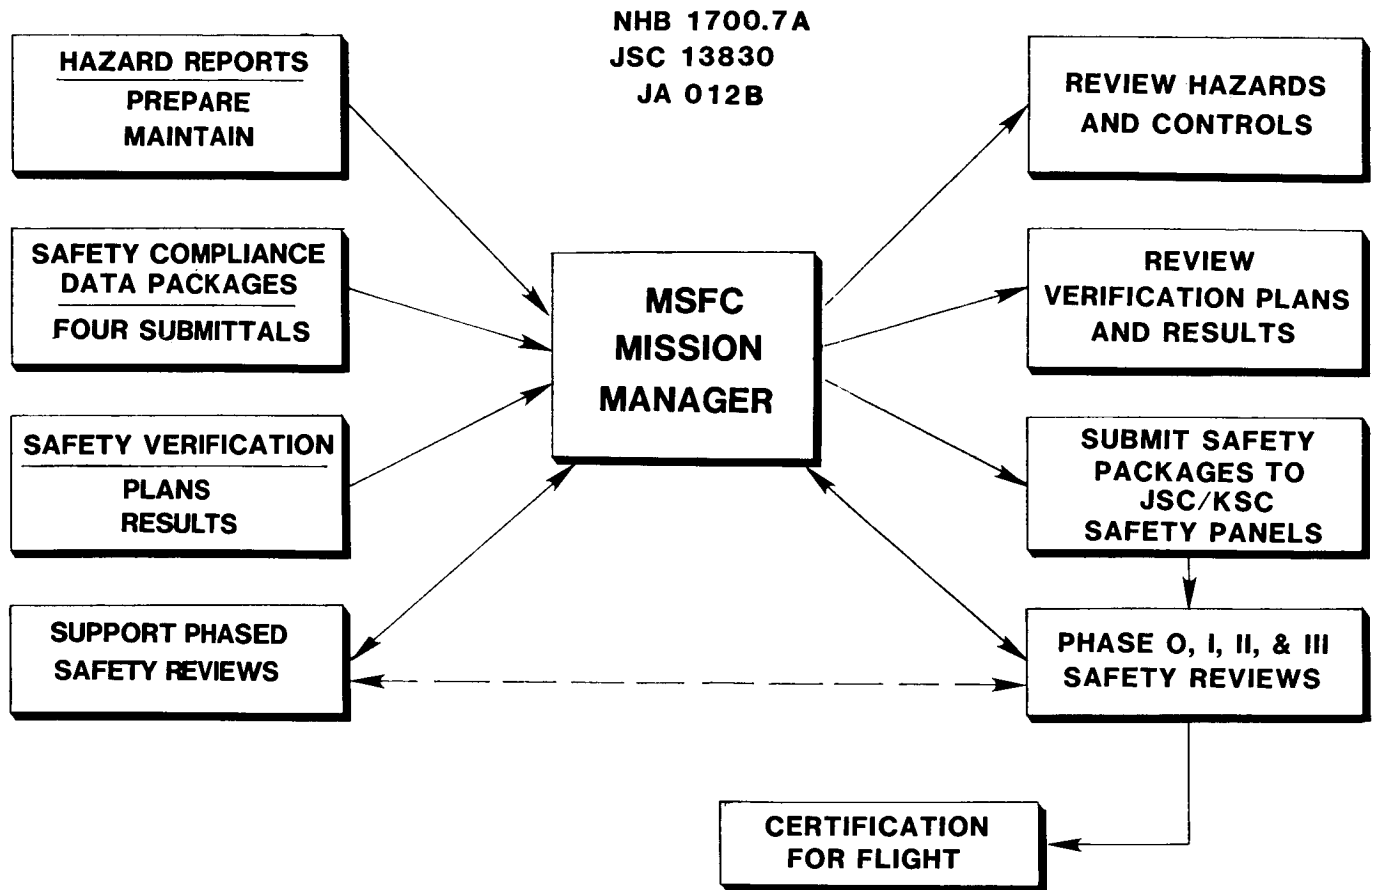 NHB 1700.7A
JSC 13830
JA 012B
HAZARD REPORTS
PREPARE
MAINTAIN
SAFETY COMPLIANCE
DATA PACKAGES
FOUR SUBMITTALS
SAFETY VERIFICATION
PLANS
RESULTS
SUPPORT PHASED
SAFETY REVIEWS
MSFC
MISSION
MANAGER
REVIEW HAZARDS
AND CONTROLS
REVIEW
VERIFICATION PLANS
AND RESULTS
SUBMIT SAFETY
PACKAGES TO
JSC/KSC
SAFETY PANELS
PHASE O, I, II, & III
SAFETY REVIEWS
CERTIFICATION
FOR FLIGHT